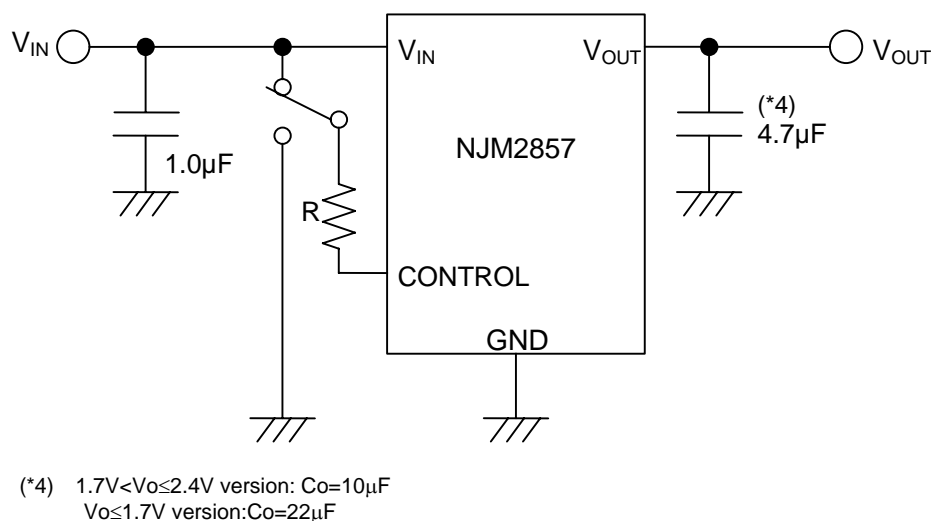 VIN VIN VOUT VOUT
(*4)
4.7µF
NJM2857
1.0µF
R
CONTROL
GND
(*4) 1.7V<Vo≤2.4V version: Co=10µF
Vo≤1.7V version:Co=22µF